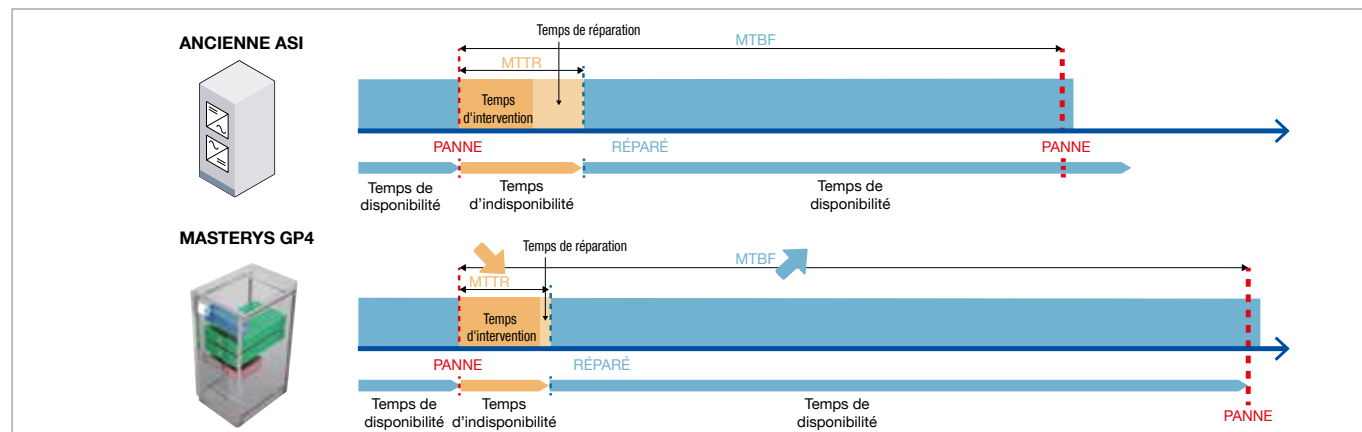 ANCIENNE ASI
Temps de réparation
MTBF
MTTR
Temps
d'intervention
PANNE
RÉPARÉ
PANNE
Temps de
disponibilité
Temps
d’indisponibilité
Temps de
disponibilité
MASTERYS GP4
Temps de réparation
MTBF
MTTR
Temps
d'intervention
PANNE
RÉPARÉ
Temps de
disponibilité
Temps
d’indisponibilité
Temps de
disponibilité
PANNE